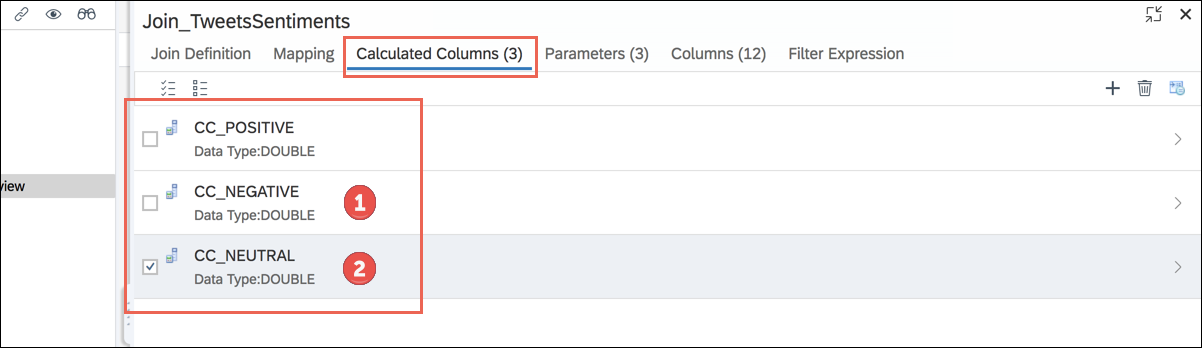 Join_TweetsSentiments
Join Definition Mapping Calculated Columns (3) Parameters (3) Columns (12) Filter Expression
CC_POSITIVE
Data Type:DOUBLE
view
CC_NEGATIVE
1
Data Type:DOUBLE
CC_NEUTRAL
2
Data Type:DOUBLE